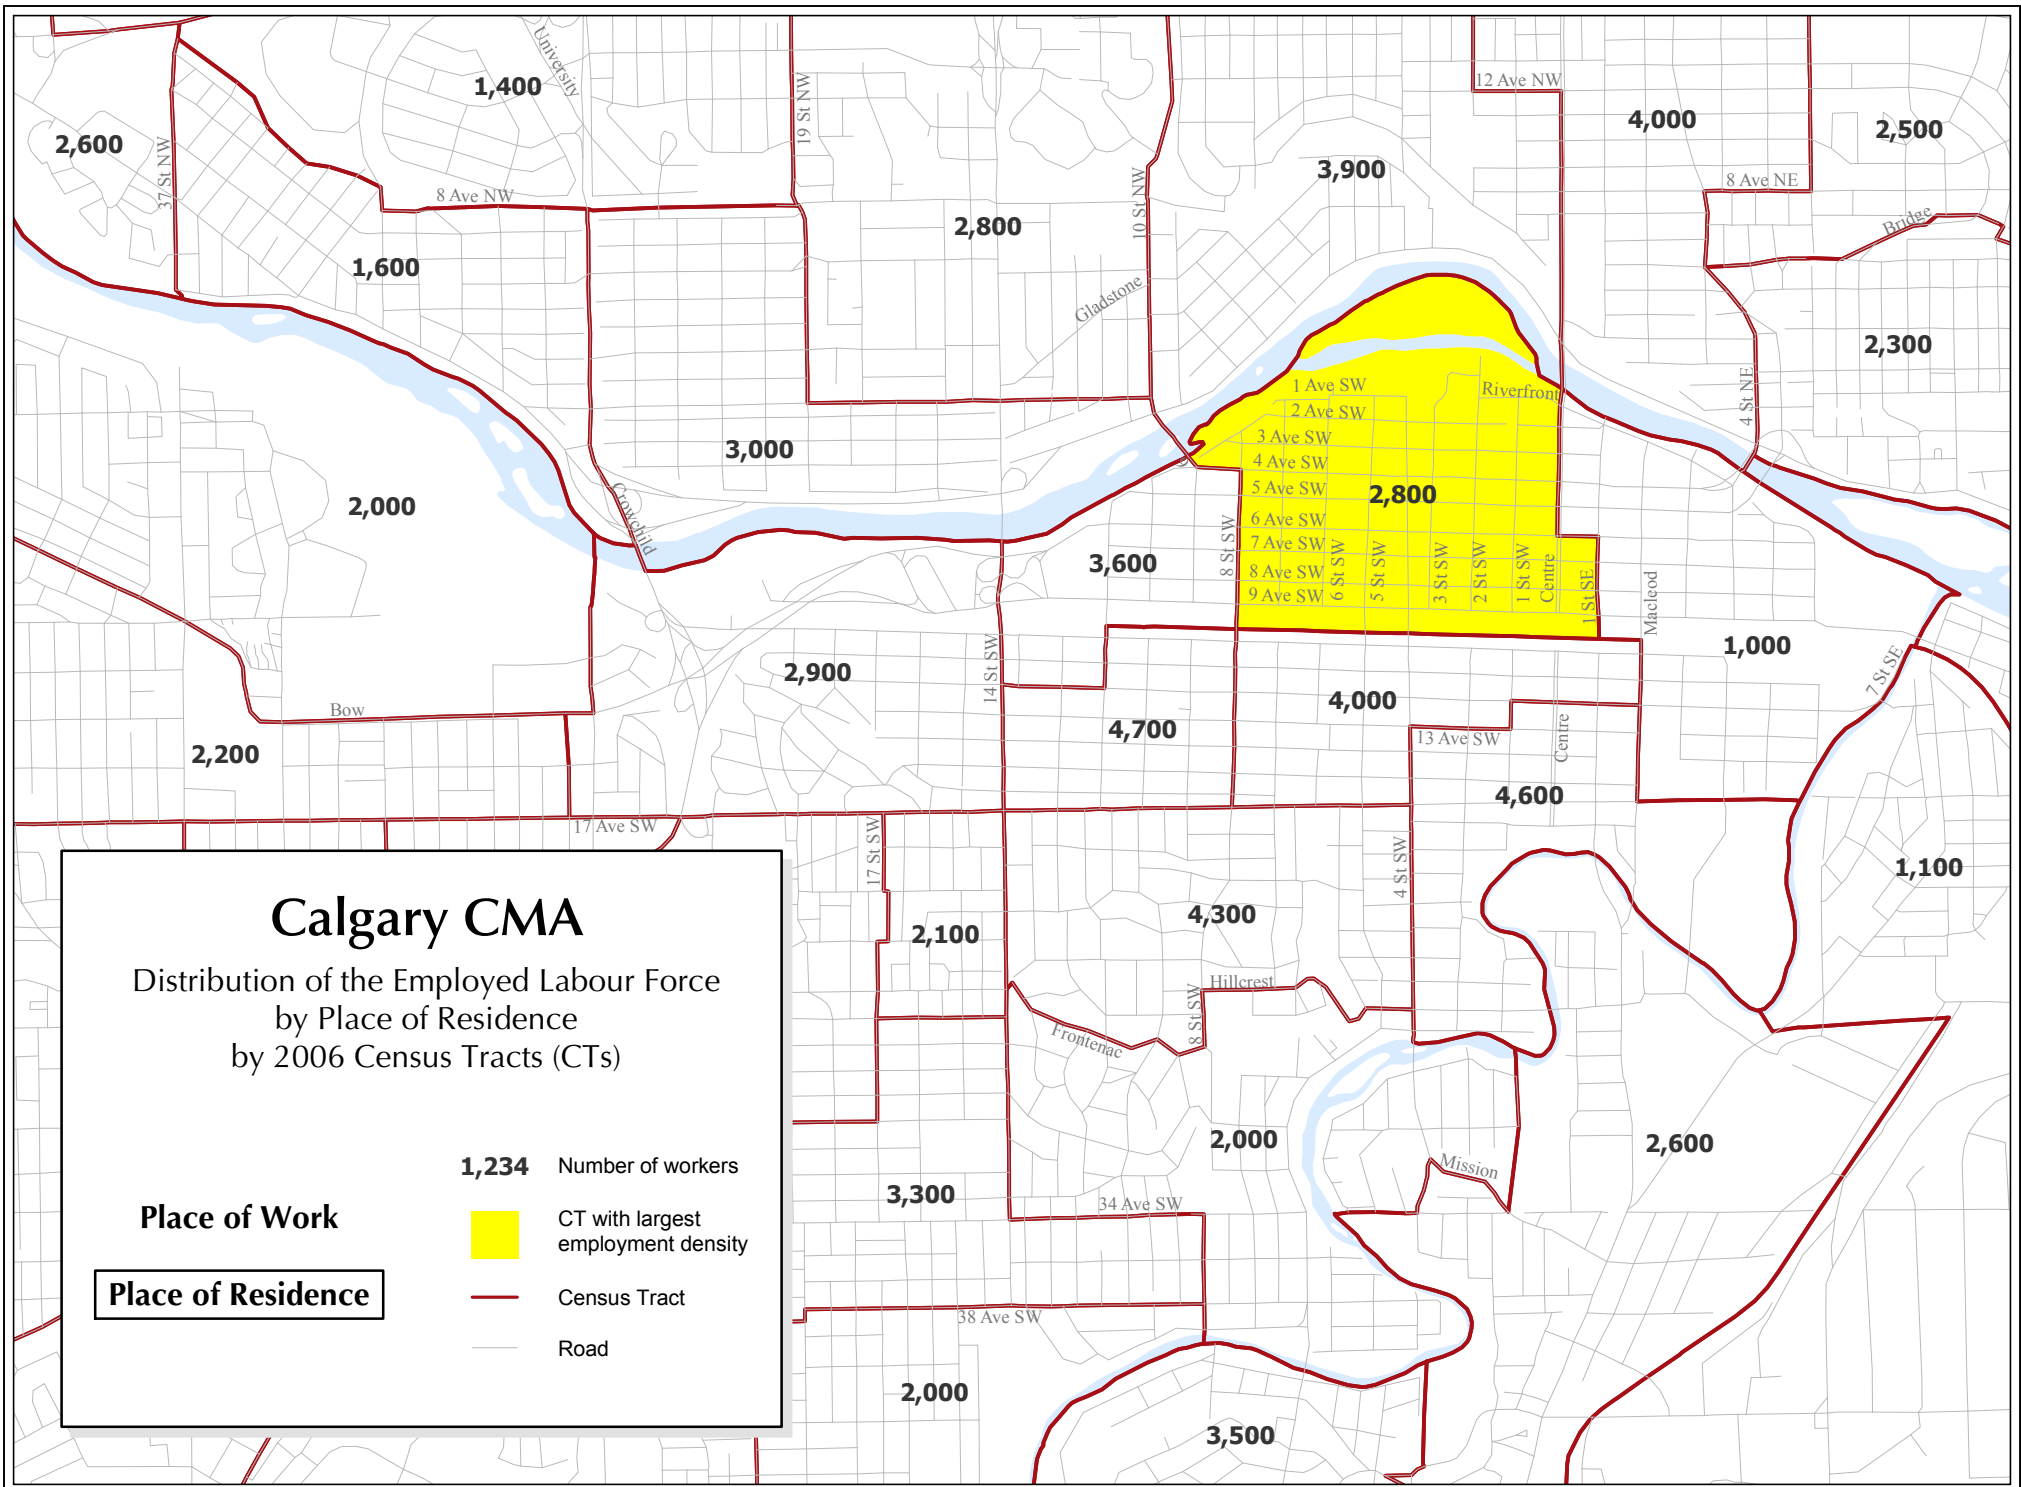 University
1,400
19 St NW
12 Ave NW
4,000
2,500
2,600
37 St NW
3,900
8 Ave NW
10 St NW
8 Ave NE
2,800
Bridge
1,600
Gladstone
2,300
1 Ave SW
Riverfront
4 St NE
2 Ave SW
3 Ave SW
3,000
4 Ave SW
5 Ave SW
2,800
2,000
Crowchild
6 Ave SW
7 Ave SW
8 St SW
3,600
8 Ave SW
9 Ave SW
6 St SW
5 St SW
3 St SW
2 St SW
1 St SW
Centre
1 St SE
Macleod
1,000
2,900
14 St SW
7 St SE
4,000
Bow
4,700
13 Ave SW
Centre
2,200
4,600
17 Ave SW
17 St SW
4 St SW
1,100
4,300
2,100
Hillcrest
8 St SW
Frontenac
2,000
2,600
Mission
3,300
34 Ave SW
38 Ave SW
2,000
3,500
Calgary CMA
Distribution of the Employed Labour Force
by Place of Residence
by 2006 Census Tracts (CTs)
1,234 Number of workers
Place of Work
CT with largest
employment density
Place of Residence
Census Tract
Road